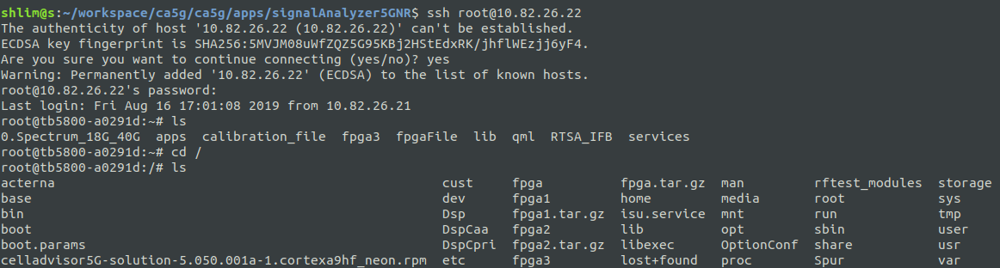 shlim@s:~/workspace/ca5g/ca5g/apps/signalAnalyzer5GNR$ ssh root@10.82.26.22
The authenticity of host '10.82.26.22 (10.82.26.22)' can't be established.
ECDSA key fingerprint is SHA256:5MVJM08uWfZQZ5G95KBj2HStEdxRK/jhflWEzjj6yF4.
Are you sure you want to continue connecting (yes/no)? yes
Warning: Permanently added '10.82.26.22' (ECDSA) to the list of known hosts.
root@10.82.26.22's password:
Last login: Fri Aug 16 17:01:08 2019 from 10.82.26.21
root@tb5800-a0291d:~# ls
0.Spectrum_18G_40G  apps  calibration_file  fpga3  fpgaFile  lib  qml  RTSA_IFB  services
root@tb5800-a0291d:~# cd /
root@tb5800-a0291d:/# ls
acterna  cust  fpga  fpga.tar.gz  man  rftest_modules  storage
base  dev  fpga1  home  media  root  sys
bin  Dsp  fpga1.tar.gz  isu.service  mnt  run  tmp
boot  DspCaa  fpga2  lib  opt  sbin  user
boot.params  DspCpri  fpga2.tar.gz  libexec  OptionConf  share  usr
celladvisor5G-solution-5.050.001a-1.cortexa9hf_neon.rpm  etc  fpga3  lost+found  proc  Spur  var